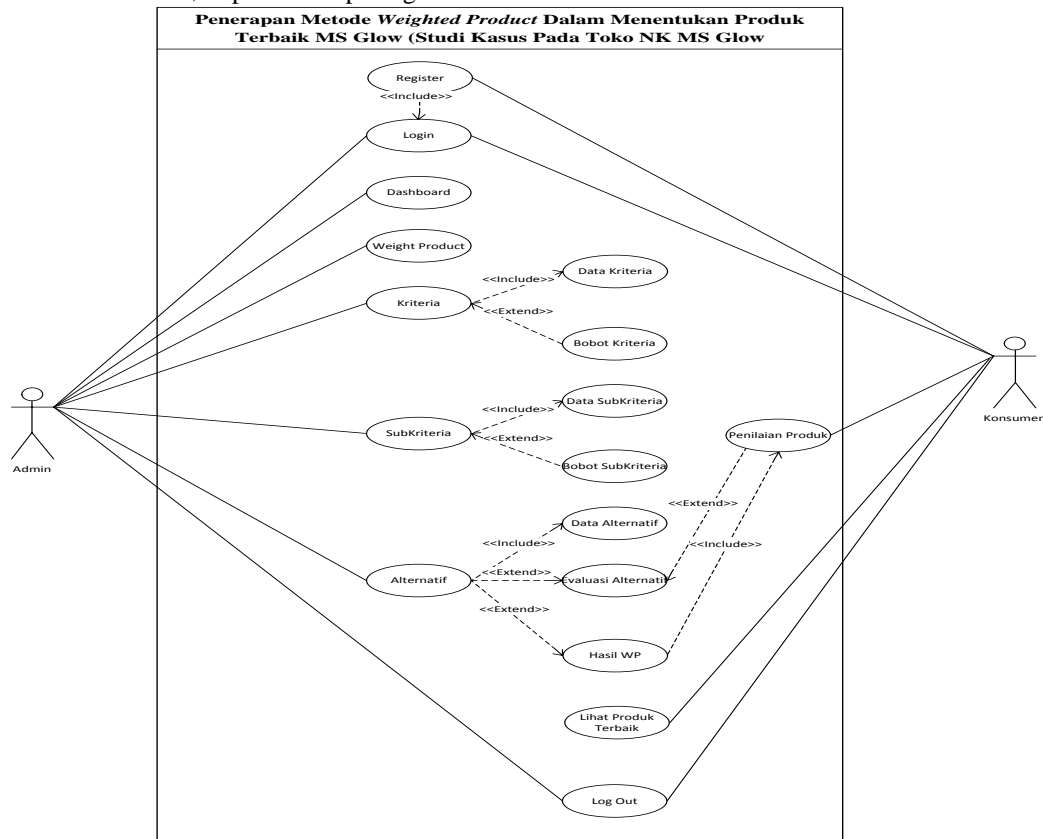 Penerapan Metode Weighted Product Dalam Menentukan Produk
Terbaik MS Glow (Studi Kasus Pada Toko NK MS Glow
Register
<<Include>>
Login
Dashboard
Weight Product
Data Kriteria
<<Include>>
Kriteria
<<Extend>>
Bobot Kriteria
Data SubKriteria
<<Include>>
SubKriteria
<<Extend>>
Bobot SubKriteria
Penilaian Produk
Admin
Konsumen
<<Extend>>
Data Alternatif
<<Include>>
<<Include>>
Alternatif
<<Extend>>
Evaluasi Alternatif
<<Extend>>
Hasil WP
Lihat Produk
Terbaik
Log Out